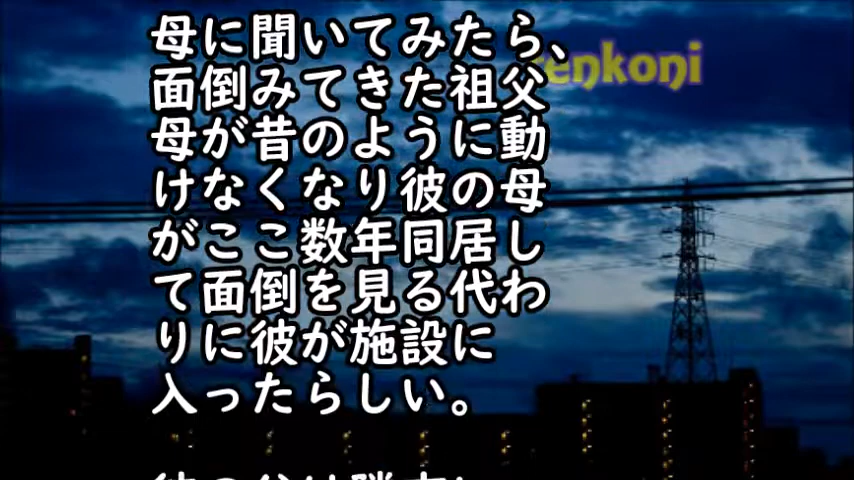 母に聞いてみたら、
面倒みてきた祖父
母が昔のように動
けなくなり彼の母
がここ数年同居し
て面倒を見る代わ
りに彼が施設に
入ったらしい。